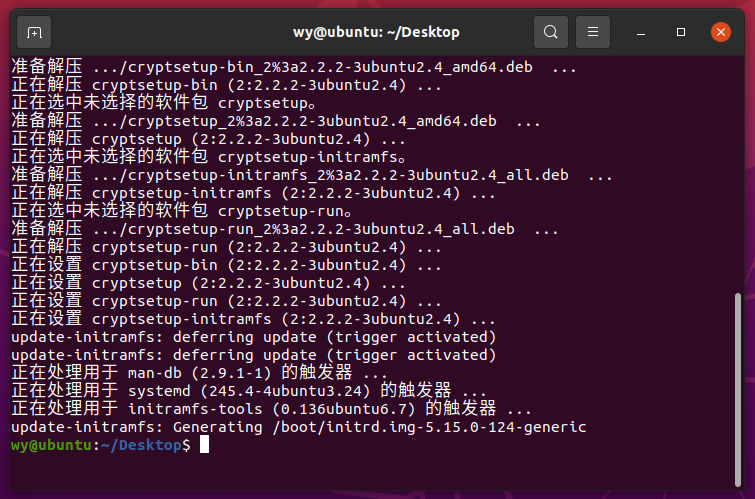 wy@ubuntu: ~/Desktop
准备解压 .../cryptsetup-bin_2%3a2.2.2-3ubuntu2.4_amd64.deb  ...
正在解压 cryptsetup-bin (2:2.2.2-3ubuntu2.4) ...
正在选中未选择的软件包 cryptsetup。
准备解压 .../cryptsetup_2%3a2.2.2-3ubuntu2.4_amd64.deb  ...
正在解压 cryptsetup (2:2.2.2-3ubuntu2.4) ...
正在选中未选择的软件包 cryptsetup-initramfs。
准备解压 .../cryptsetup-initramfs_2%3a2.2.2-3ubuntu2.4_all.deb  ...
正在解压 cryptsetup-initramfs (2:2.2.2-3ubuntu2.4) ...
正在选中未选择的软件包 cryptsetup-run。
准备解压 .../cryptsetup-run_2%3a2.2.2-3ubuntu2.4_all.deb  ...
正在解压 cryptsetup-run (2:2.2.2-3ubuntu2.4) ...
正在设置 cryptsetup-bin (2:2.2.2-3ubuntu2.4) ...
正在设置 cryptsetup (2:2.2.2-3ubuntu2.4) ...
正在设置 cryptsetup-run (2:2.2.2-3ubuntu2.4) ...
正在设置 cryptsetup-initramfs (2:2.2.2-3ubuntu2.4) ...
update-initramfs: deferring update (trigger activated)
update-initramfs: deferring update (trigger activated)
正在处理用于 man-db (2.9.1-1) 的触发器 ...
正在处理用于 systemd (245.4-4ubuntu3.24) 的触发器 ...
正在处理用于 initramfs-tools (0.136ubuntu6.7) 的触发器 ...
update-initramfs: Generating /boot/initrd.img-5.15.0-124-generic
wy@ubuntu:~/Desktop$